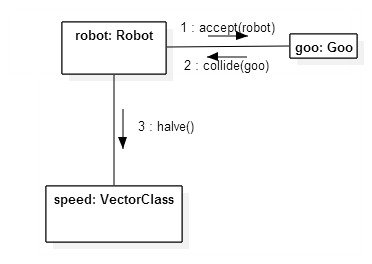 1 : accept(robot)
robot: Robot
goo: Goo
2 : collide(goo)
3 : halve()
speed: VectorClass